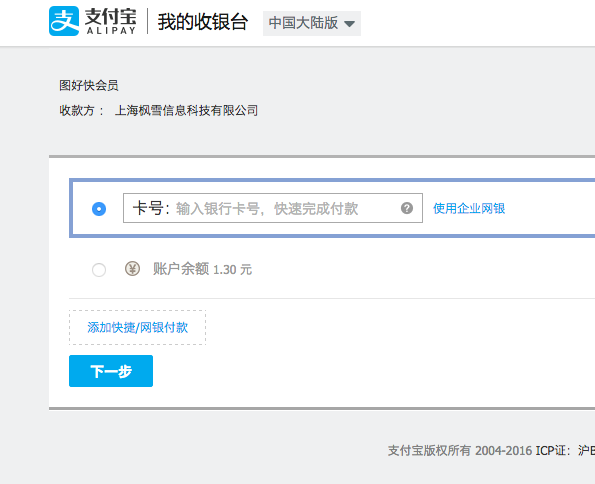 支付宝 ALIPAY 我的收银台 中国大陆版
图好快会员
收款方： 上海枫雪信息科技有限公司
卡号: 输入银行卡号，快速完成付款 ? 使用企业网银
账户余额 1.30 元
添加快捷/网银付款
下一步
支付宝版权所有 2004-2016 ICP证：沪B